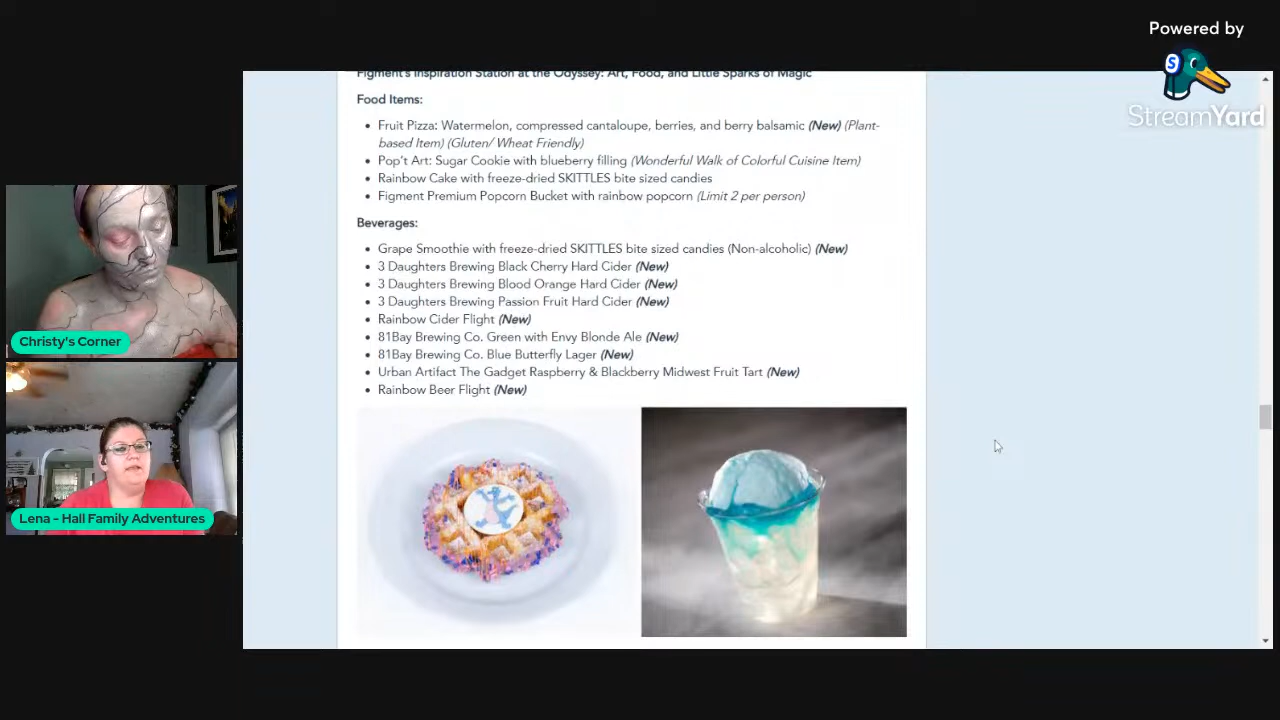 Powered by
StreamYard
Figment's Inspiration Station at the Odyssey: Art, Food, and Little Sparks of Magic
Food Items:
Fruit Pizza: Watermelon, compressed cantaloupe, berries, and berry balsamic (New) (Plant-
based Item) (Gluten/ Wheat Friendly)
Pop't Art: Sugar Cookie with blueberry filling (Wonderful Walk of Colorful Cuisine Item)
Rainbow Cake with freeze-dried SKITTLES bite sized candies
Figment Premium Popcorn Bucket with rainbow popcorn (Limit 2 per person)
Beverages:
Grape Smoothie with freeze-dried SKITTLES bite sized candies (Non-alcoholic) (New)
3 Daughters Brewing Black Cherry Hard Cider (New)
3 Daughters Brewing Blood Orange Hard Cider (New)
3 Daughters Brewing Passion Fruit Hard Cider (New)
Rainbow Cider Flight (New)
81Bay Brewing Co. Green with Envy Blonde Ale (New)
81Bay Brewing Co. Blue Butterfly Lager (New)
Urban Artifact The Gadget Raspberry & Blackberry Midwest Fruit Tart (New)
Rainbow Beer Flight (New)
Christy's Corner
Lena - Hall Family Adventures